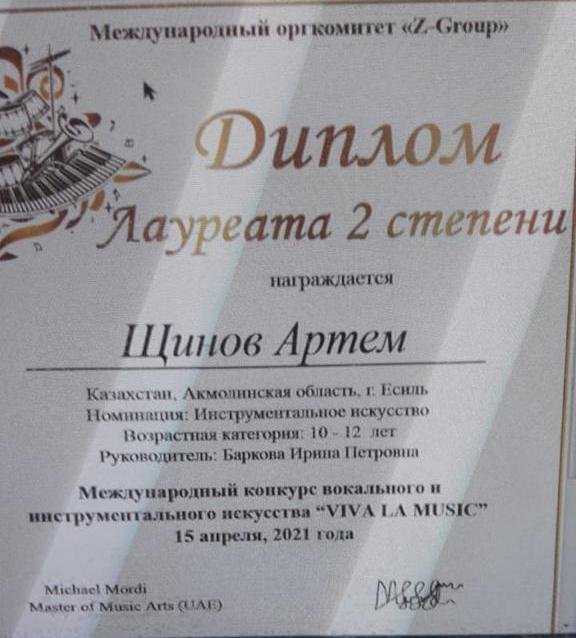 Международный оргкомитет «Z-Group»
Диплом
Лауреата 2 степени
награждается
Щинов Артем
Казахстан, Акмолинская область, г. Есиль
Номинация: Инструментальное искусство
Возрастная категория: 10 - 12 лет
Руководитель: Баркова Ирина Петровна
Международный конкурс вокального и
инструментального искусства “VIVA LA MUSIC”
15 апреля, 2021 года
Michael Mordi
Master of Music Arts (UAE)